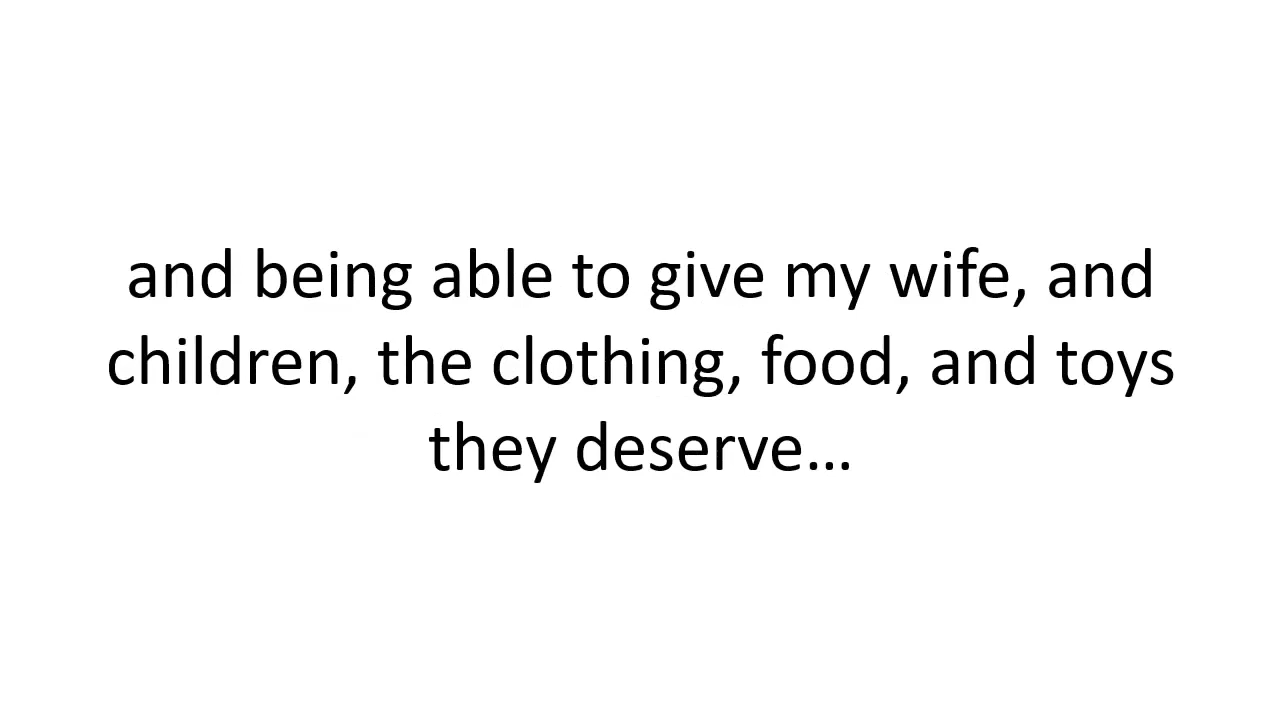 and being able to give my wife, and
children, the clothing, food, and toys
they deserve…